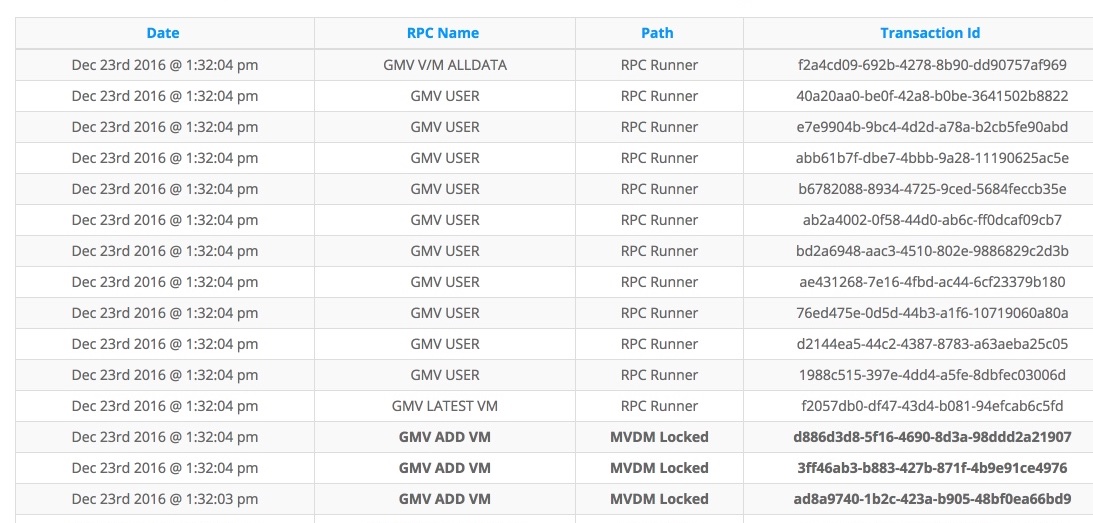 Date RPC Name Path Transaction Id
Dec 23rd 2016 @ 1:32:04 pm GMV V/M ALLDATA RPC Runner f2a4cd09-692b-4278-8b90-dd90757af969
Dec 23rd 2016 @ 1:32:04 pm GMV USER RPC Runner 40a20aa0-be0f-42a8-b0be-3641502b8822
Dec 23rd 2016 @ 1:32:04 pm GMV USER RPC Runner e7e9904b-9bc4-4d2d-a78a-b2cb5fe90abd
Dec 23rd 2016 @ 1:32:04 pm GMV USER RPC Runner abb61b7f-dbe7-4bbb-9a28-11190625ac5e
Dec 23rd 2016 @ 1:32:04 pm GMV USER RPC Runner b6782088-8934-4725-9ced-5684feccb35e
Dec 23rd 2016 @ 1:32:04 pm GMV USER RPC Runner ab2a4002-0f58-44d0-ab6c-ff0dcaf09cb7
Dec 23rd 2016 @ 1:32:04 pm GMV USER RPC Runner bd2a6948-aac3-4510-802e-9886829c2d3b
Dec 23rd 2016 @ 1:32:04 pm GMV USER RPC Runner ae431268-7e16-4fbd-ac44-6cf23379b180
Dec 23rd 2016 @ 1:32:04 pm GMV USER RPC Runner 76ed475e-0d5d-44b3-a1f6-10719060a80a
Dec 23rd 2016 @ 1:32:04 pm GMV USER RPC Runner d2144ea5-44c2-4387-8783-a63aeba25c05
Dec 23rd 2016 @ 1:32:04 pm GMV USER RPC Runner 1988c515-397e-4dd4-a5fe-8dbfec03006d
Dec 23rd 2016 @ 1:32:04 pm GMV LATEST VM RPC Runner f2057db0-df47-43d4-b081-94efcab6c5fd
Dec 23rd 2016 @ 1:32:04 pm GMV ADD VM MVDM Locked d886d3d8-5f16-4690-8d3a-98ddd2a21907
Dec 23rd 2016 @ 1:32:04 pm GMV ADD VM MVDM Locked 3ff46ab3-b883-427b-871f-4b9e91ce4976
Dec 23rd 2016 @ 1:32:03 pm GMV ADD VM MVDM Locked ad8a9740-1b2c-423a-b905-48bf0ea66bd9